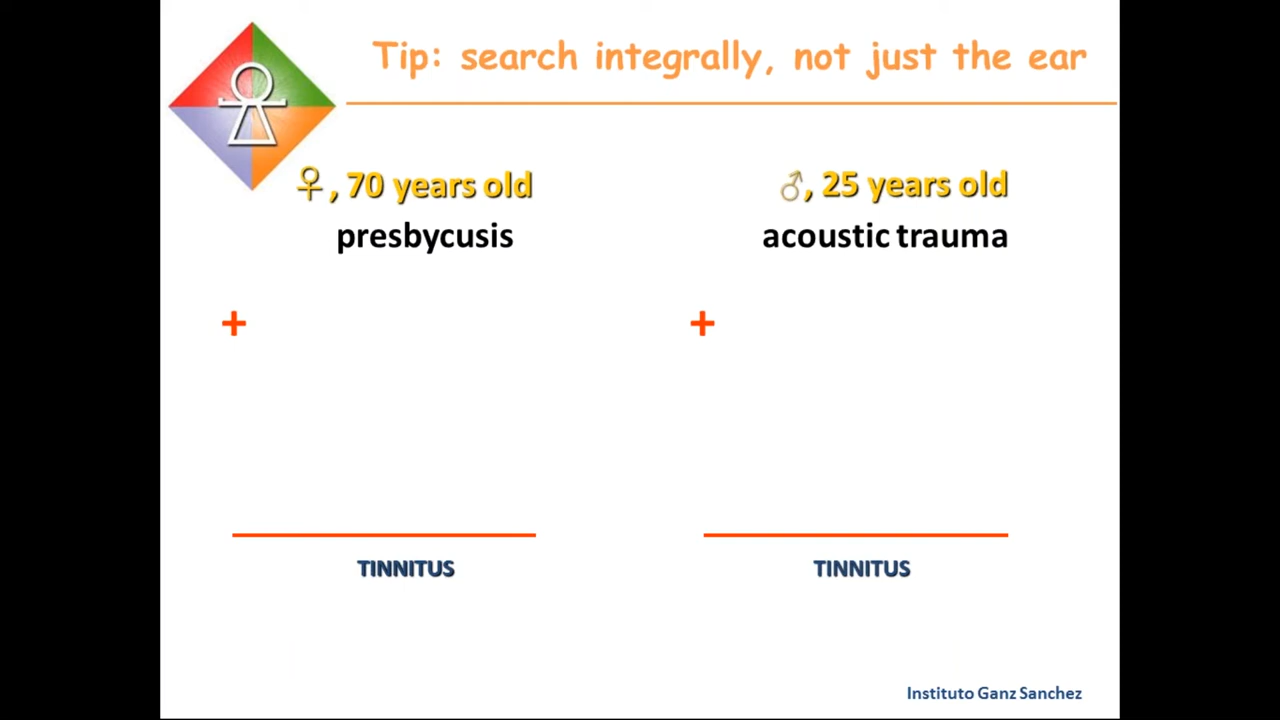 Tip: search integrally, not just the ear
♀, 70 years old
presbycusis
+
TINNITUS
♂, 25 years old
acoustic trauma
+
TINNITUS
Instituto Ganz Sanchez